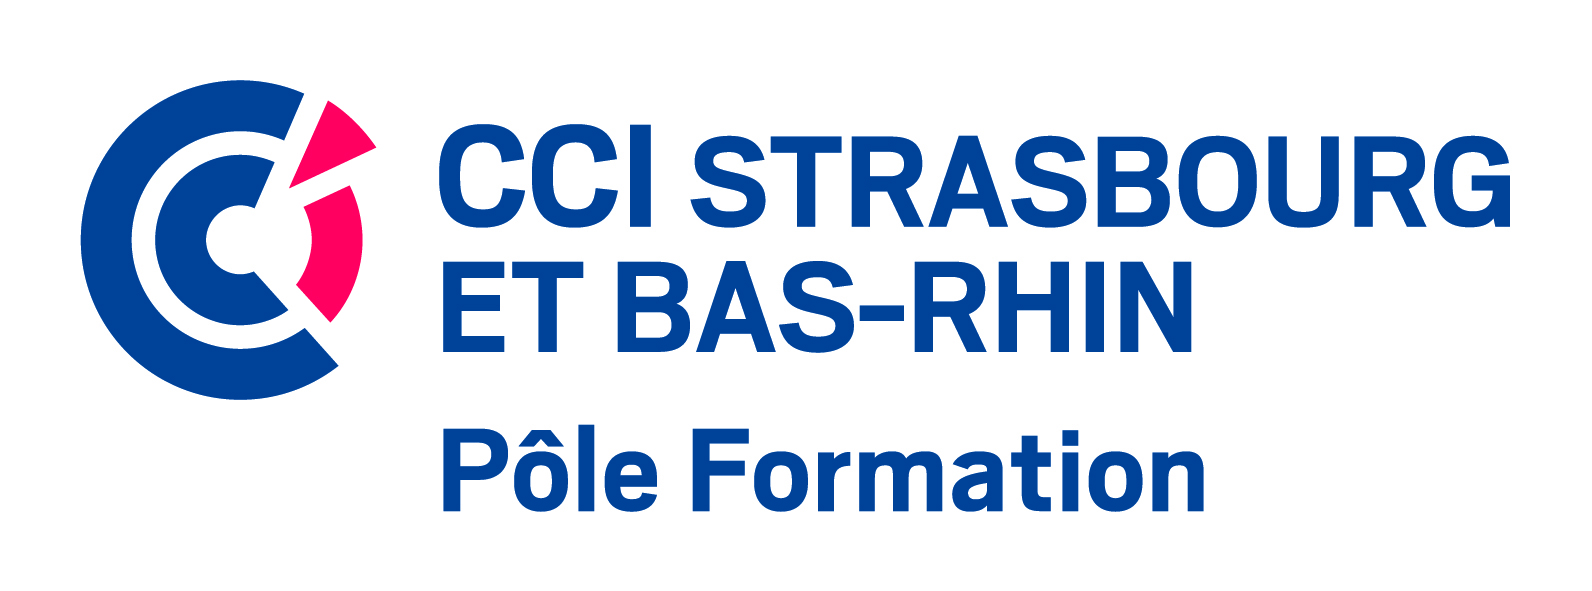 CCI STRASBOURG
ET BAS-RHIN
Pôle Formation